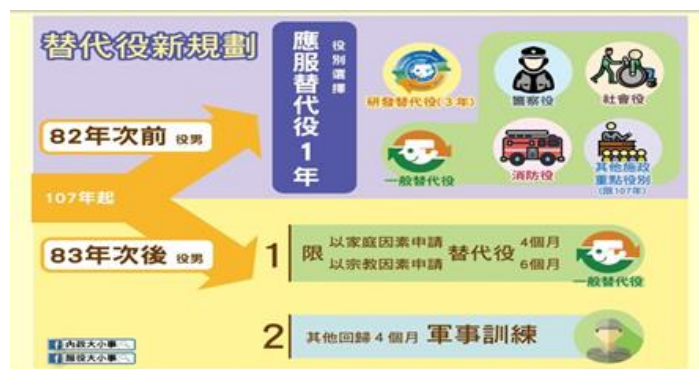 替代役新規劃
82年次前 役男
107年起
83年次後 役男
應服替代役1年
役別選擇
研發替代役(3年)
警察役
社會役
一般替代役
消防役
其他施政
重點役別
(限107年)
1
限
以家庭因素申請
以宗教因素申請
替代役
4個月
6個月
一般替代役
2
其他回歸4個月 軍事訓練
內政大小事
服役大小事